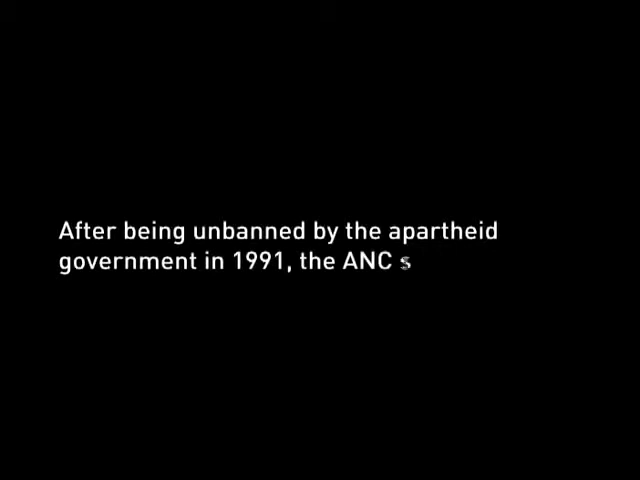 After being unbanned by the apartheid
government in 1991, the ANC s